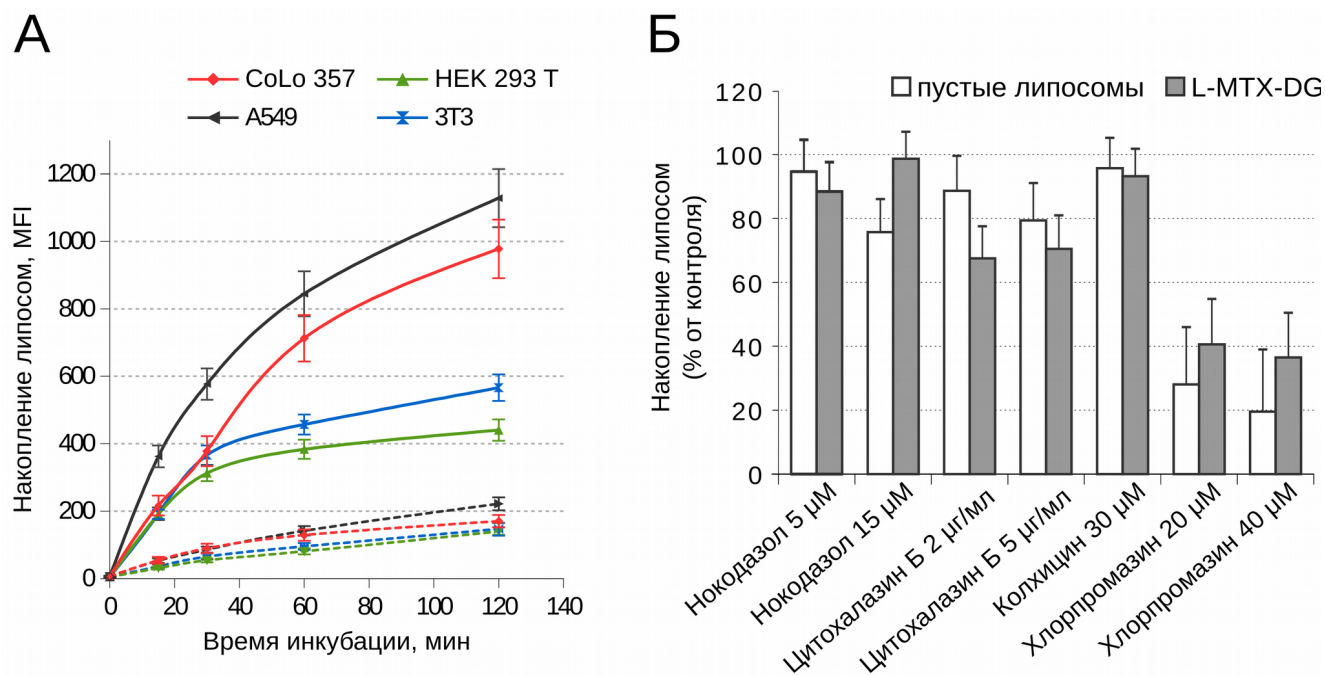 А
CoLo 357
HEK 293 T
A549
3T3
Накопление липосом, MFI
1200
1000
800
600
400
200
0
0 20 40 60 80 100 120 140
Время инкубации, мин
Б
пустые липосомы
L-MTX-DG
Накопление липосом
(% от контроля)
120
100
80
60
40
20
0
Нокодазол 5 μМ
Нокодазол 15 μМ
Цитохалазин Б 2 μг/мл
Цитохалазин Б 5 μг/мл
Колхицин 30 μМ
Хлорпромазин 20 μМ
Хлорпромазин 40 μМ